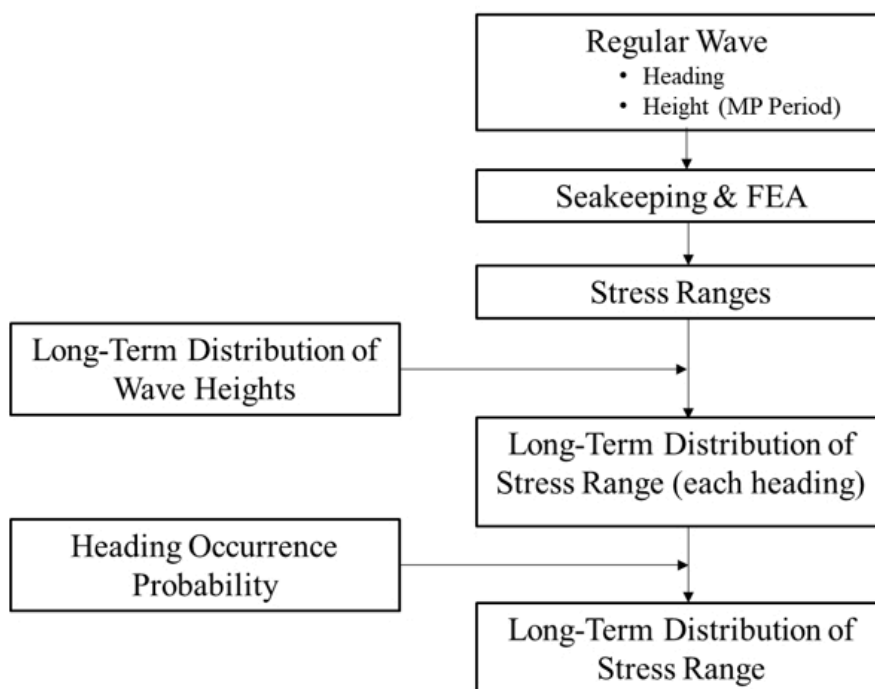 Regular Wave
• Heading
• Height (MP Period)
Seakeeping & FEA
Stress Ranges
Long-Term Distribution of
Wave Heights
Long-Term Distribution of
Stress Range (each heading)
Heading Occurrence
Probability
Long-Term Distribution of
Stress Range